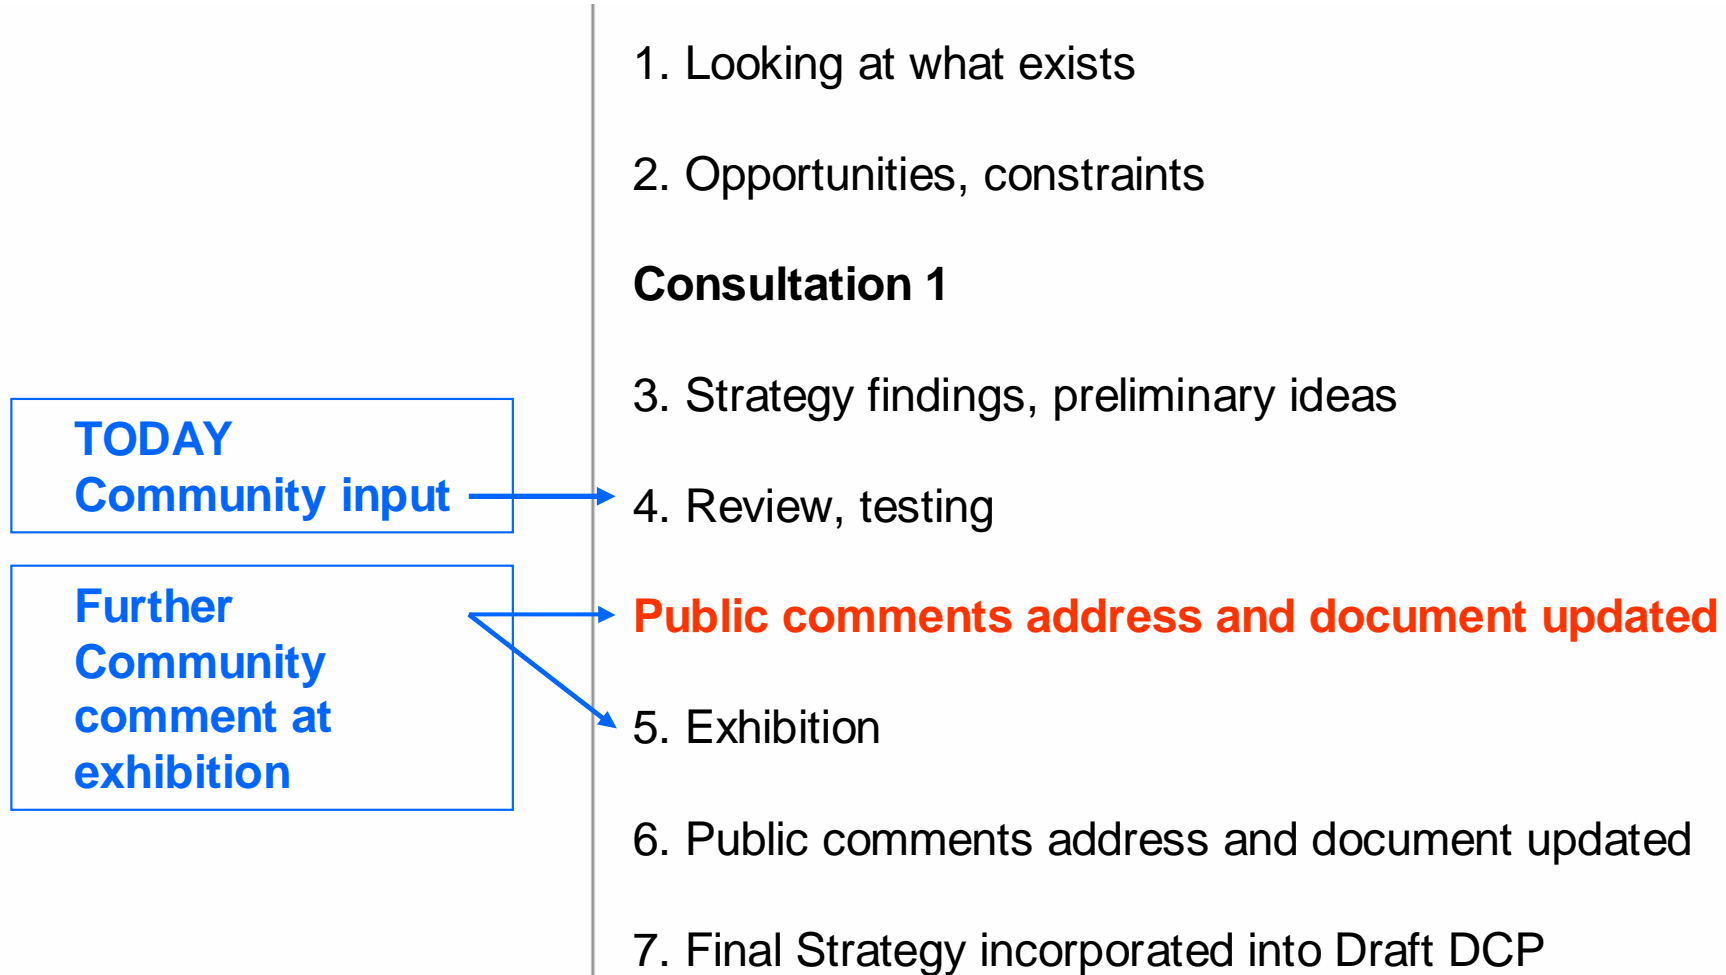 1. Looking at what exists
2. Opportunities, constraints
Consultation 1
3. Strategy findings, preliminary ideas
TODAY
Community input
4. Review, testing
Further
Community
comment at
exhibition
Public comments address and document updated
5. Exhibition
6. Public comments address and document updated
7. Final Strategy incorporated into Draft DCP